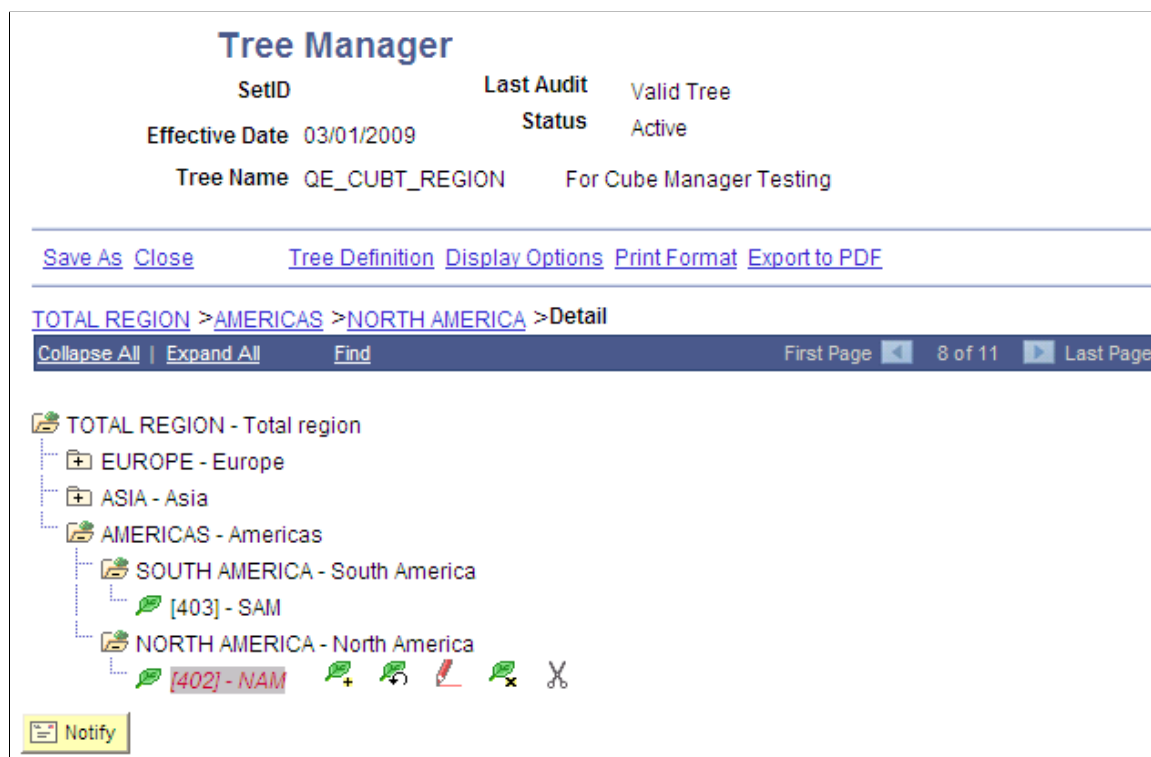 Tree Manager
SetID Last Audit Valid Tree
Effective Date 03/01/2009 Status Active
Tree Name QE_CUBT_REGION For Cube Manager Testing
Save As Close Tree Definition Display Options Print Format Export to PDF
TOTAL REGION >AMERICAS >NORTH AMERICA >Detail
Collapse All | Expand All Find First Page 8 of 11 Last Page
TOTAL REGION - Total region
EUROPE - Europe
ASIA - Asia
AMERICAS - Americas
SOUTH AMERICA - South America
[403] - SAM
NORTH AMERICA - North America
[402] - NAM
Notify